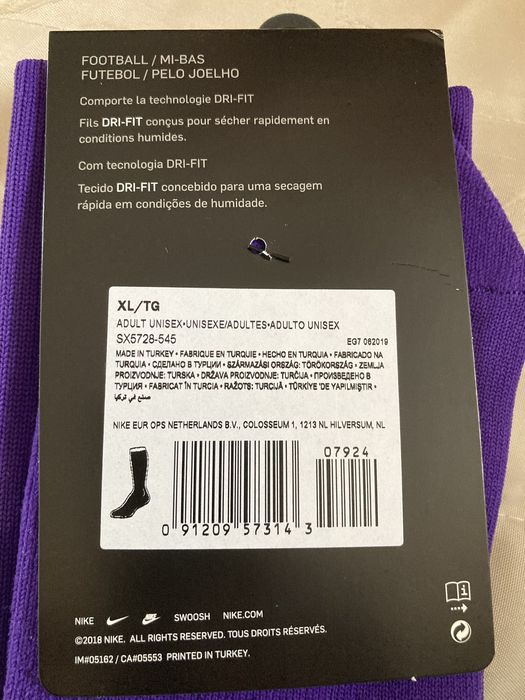 FOOTBALL / MI-BAS
FUTEBOL / PELO JOELHO
Comporte la technologie DRI-FIT
Fils DRI-FIT conçus pour sécher rapidement en
conditions humides.
Com tecnologia DRI-FIT
Tecido DRI-FIT concebido para uma secagem
rápida em condições de humidade.
XL/TG
ADULT UNISEX•UNISEXE/ADULTES•ADULTO UNISEX
SX5728-545
EG7 082019
MADE IN TURKEY • FABRIQUE EN TURQUIE • HECHO EN TURQUIA • FABRICADO NA
TURQUIA • СДЕЛАНО В ТУРЦИИ • SZÁRMAZÁSI ORSZÁG: TÖRÖKORSZÁG • ZEMLJA
PROIZVODNJE: TURSKA • DRŽAVA PROIZVODNJE: TURČIJA • ПРОИЗВЕДЕНО В
ТУРЦИЯ • FABRICAT ÎN TURCIA • RAŽOTS: TURCIJĀ • TÜRKİYE 'DE YAPILMIŞTIR •
صنع في تركيا
NIKE EUR OPS NETHERLANDS B.V., COLOSSEUM 1, 1213 NL HILVERSUM, NL
07924
0 91209 57314 3
NIKE SWOOSH NIKE.COM
©2018 NIKE. ALL RIGHTS RESERVED. TOUS DROITS RÉSERVÉS.
IM#05162 / CA#05553 PRINTED IN TURKEY.